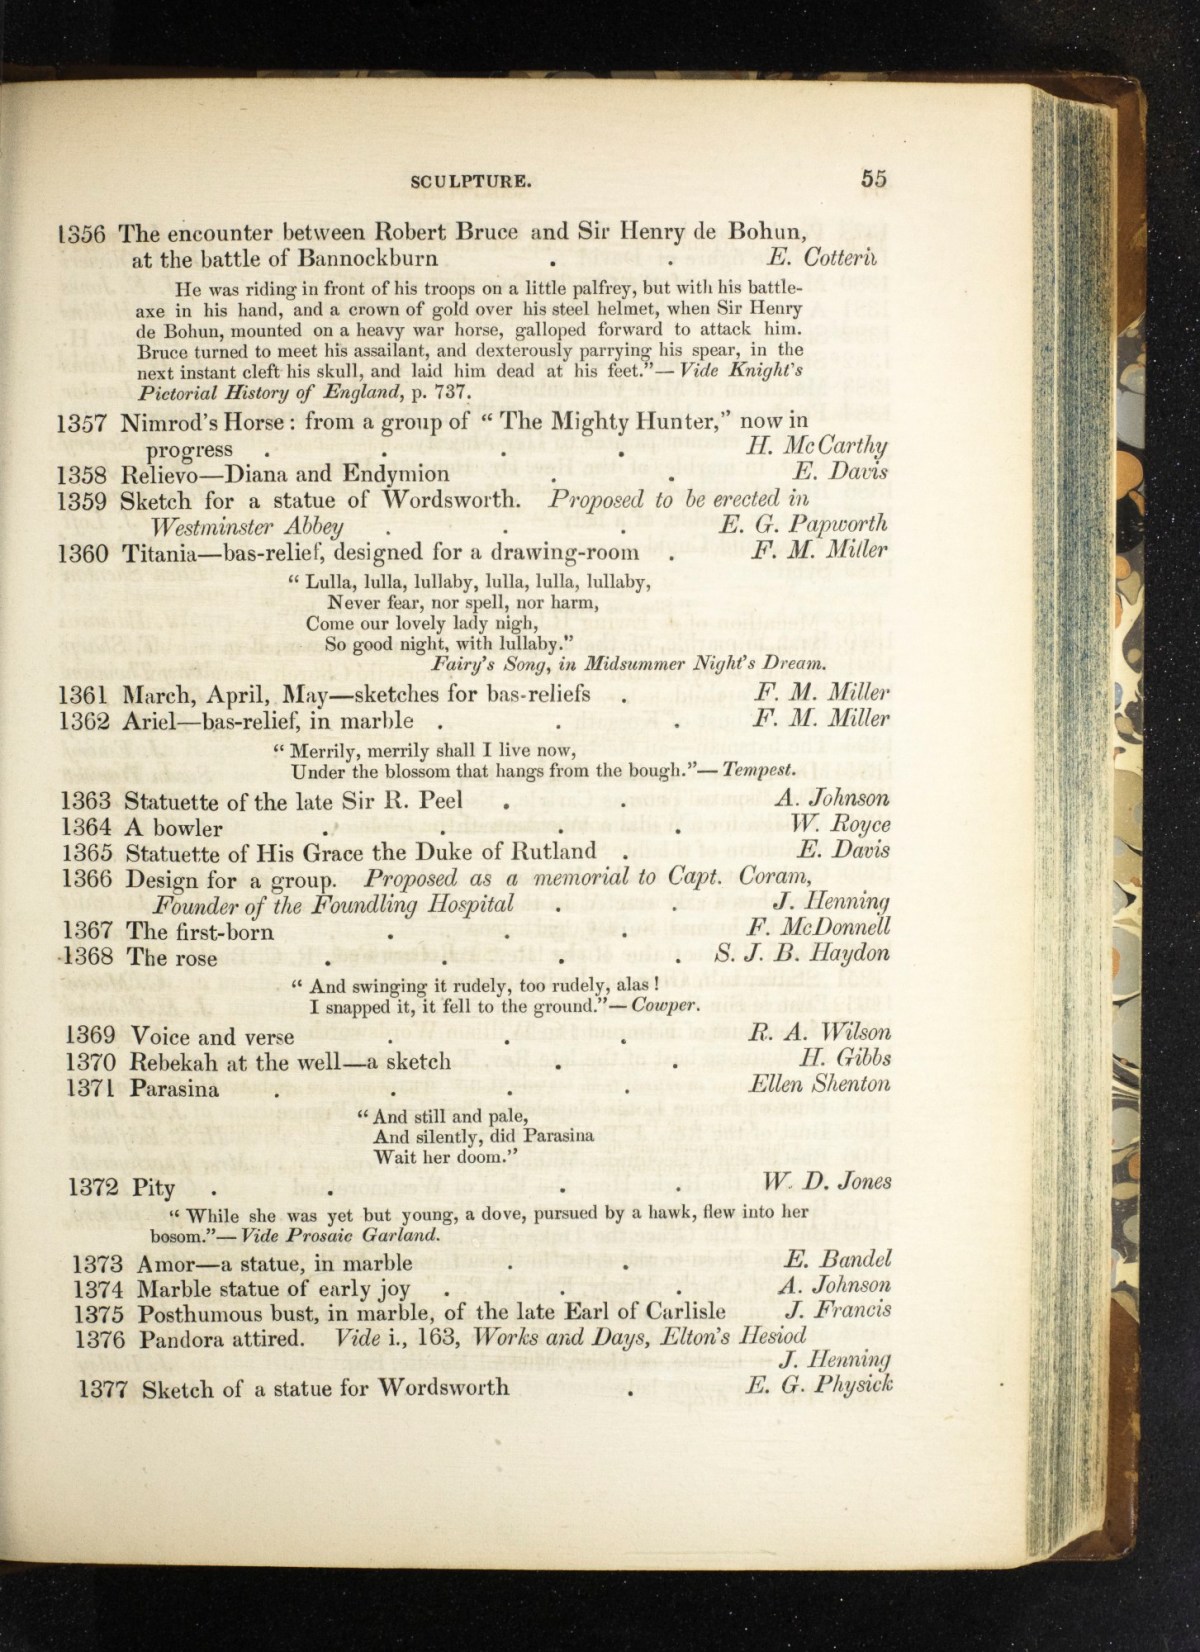 SCULPTURE. 55
1356 The encounter between Robert Bruce and Sir Henry de Bohun,
at the battle of Bannockburn . . E. Cotteril
He was riding in front of his troops on a little palfrey, but with his battle-
axe in his hand, and a crown of gold over his steel helmet, when Sir Henry
de Bohun, mounted on a heavy war horse, galloped forward to attack him.
Bruce turned to meet his assailant, and dexterously parrying his spear, in the
next instant cleft his skull, and laid him dead at his feet.”—Vide Knight's
Pictorial History of England, p. 737.
1357 Nimrod's Horse: from a group of “The Mighty Hunter,” now in
progress . . . . H. McCarthy
1358 Relievo—Diana and Endymion . . E. Davis
1359 Sketch for a statue of Wordsworth. Proposed to be erected in
Westminster Abbey . . . E. G. Papworth
1360 Titania—bas-relief, designed for a drawing-room . F. M. Miller
“Lulla, lulla, lullaby, lulla, lulla, lullaby,
Never fear, nor spell, nor harm,
Come our lovely lady nigh,
So good night, with lullaby.”
Fairy's Song, in Midsummer Night's Dream.
1361 March, April, May—sketches for bas-reliefs . F. M. Miller
1362 Ariel—bas-relief, in marble . . . F. M. Miller
“Merrily, merrily shall I live now,
Under the blossom that hangs from the bough.”—Tempest.
1363 Statuette of the late Sir R. Peel . . A. Johnson
1364 A bowler . . . . W. Royce
1365 Statuette of His Grace the Duke of Rutland . E. Davis
1366 Design for a group. Proposed as a memorial to Capt. Coram,
Founder of the Foundling Hospital . . J. Henning
1367 The first-born . . . F. McDonnell
1368 The rose . . . . S. J. B. Haydon
“And swinging it rudely, too rudely, alas!
I snapped it, it fell to the ground.”—Cowper.
1369 Voice and verse . . . R. A. Wilson
1370 Rebekah at the well—a sketch . . H. Gibbs
1371 Parasina . . . . Ellen Shenton
“And still and pale,
And silently, did Parasina
Wait her doom.”
1372 Pity . . . . W. D. Jones
“While she was yet but young, a dove, pursued by a hawk, flew into her
bosom.”—Vide Prosaic Garland.
1373 Amor—a statue, in marble . . E. Bandel
1374 Marble statue of early joy . . . A. Johnson
1375 Posthumous bust, in marble, of the late Earl of Carlisle J. Francis
1376 Pandora attired. Vide i., 163, Works and Days, Elton's Hesiod
J. Henning
1377 Sketch of a statue for Wordsworth . E. G. Physick